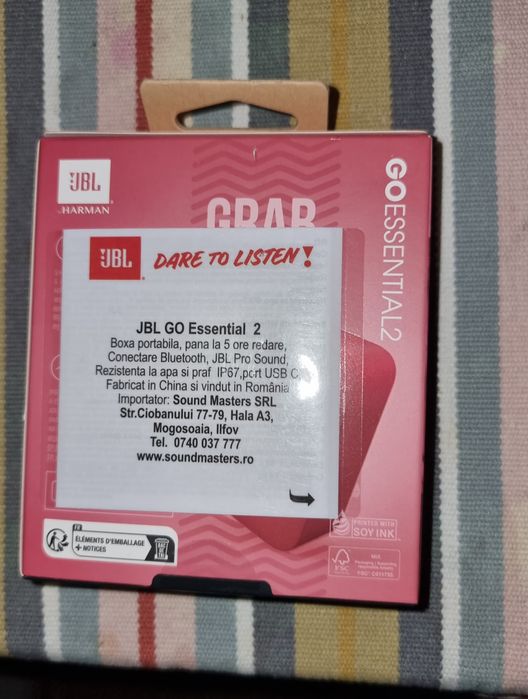 JBL
HARMAN
GRAB
GO ESSENTIAL 2
JBL DARE TO LISTEN!
JBL GO Essential 2
Boxa portabila, pana la 5 ore redare,
Conectare Bluetooth, JBL Pro Sound,
Rezistenta la apa si praf IP67,port USB C
Fabricat in China si vindut in România
Importator: Sound Masters SRL
Str.Ciobanului 77-79, Hala A3,
Mogosoaia, Ilfov
Tel. 0740 037 777
www.soundmasters.ro
FR
ÉLÉMENTS D'EMBALLAGE
+ NOTICES
PRINTED WITH
SOY INK
FSC
MIX